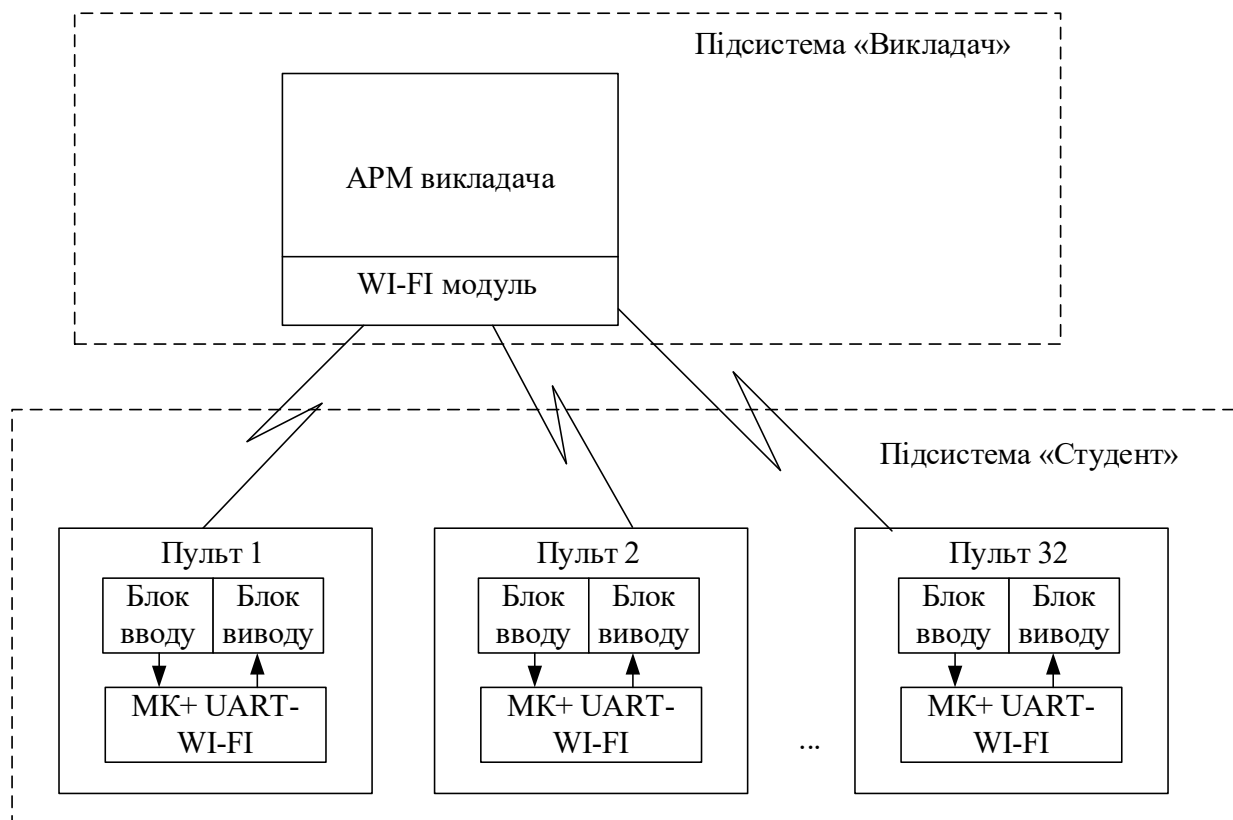 Підсистема «Викладач»
АРМ викладача
WI-FI модуль
Підсистема «Студент»
Пульт 1
Блок вводу
Блок виводу
МК+ UART-
WI-FI
Пульт 2
Блок вводу
Блок виводу
МК+ UART-
WI-FI
...
Пульт 32
Блок вводу
Блок виводу
МК+ UART-
WI-FI